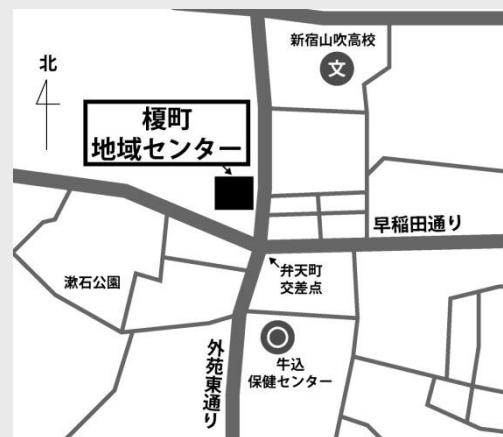 新宿山吹高校
文
北
榎町
地域センター
早稲田通り
弁天町
交差点
漱石公園
牛込
保健センター
外苑東通り